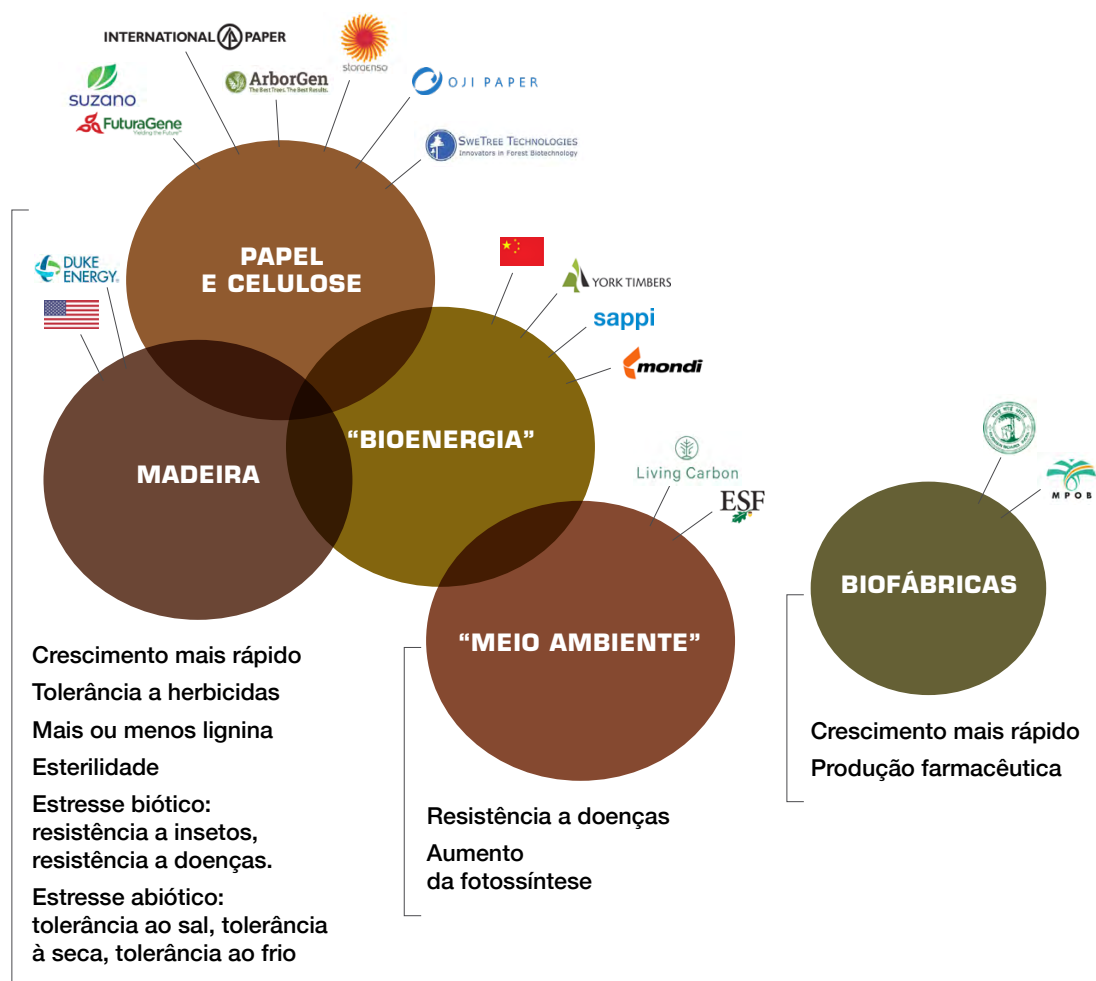 INTERNATIONAL PAPER
storaenso
suzano
ArborGen
The Best Trees. The Best Results.
OJI PAPER
FuturaGene
Yielding the Future™
SWETREE TECHNOLOGIES
Innovators in Forest Biotechnology
PAPEL
E CELULOSE
DUKE
ENERGY®
YORK TIMBERS
sappi
mondi
“BIOENERGIA”
MADEIRA
Living Carbon
ESF
MPOB
BIOFÁBRICAS
“MEIO AMBIENTE”
Crescimento mais rápido
Tolerância a herbicidas
Mais ou menos lignina
Esterilidade
Estresse biótico:
resistência a insetos,
resistência a doenças.
Estresse abiótico:
tolerância ao sal, tolerância
à seca, tolerância ao frio
Resistência a doenças
Aumento
da fotossíntese
Crescimento mais rápido
Produção farmacêutica